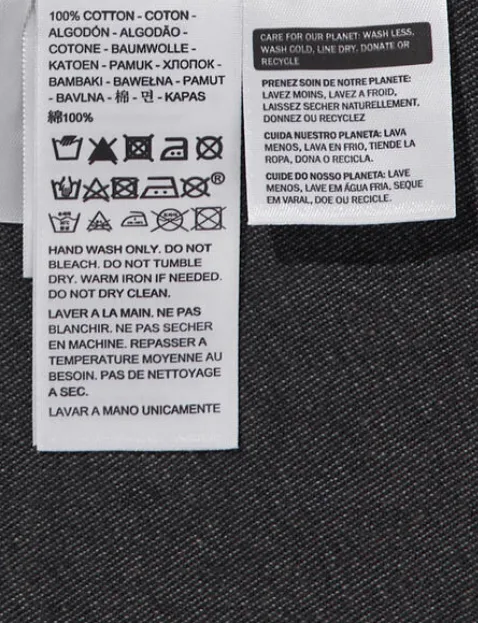 100% COTTON - COTON -
ALGODÓN - ALGODÃO -
COTONE - BAUMWOLLE -
KATOEN - PAMUK - ХЛОПОК -
BAMBAKI - BAWEŁNA - PAMUT
- BAVLNA - 棉 - 면 - KAPAS
綿100%
HAND WASH ONLY. DO NOT
BLEACH. DO NOT TUMBLE
DRY. WARM IRON IF NEEDED.
DO NOT DRY CLEAN.
LAVER A LA MAIN. NE PAS
BLANCHIR. NE PAS SECHER
EN MACHINE. REPASSER A
TEMPERATURE MOYENNE AU
BESOIN. PAS DE NETTOYAGE
A SEC.
LAVAR A MANO UNICAMENTE
CARE FOR OUR PLANET: WASH LESS,
WASH COLD, LINE DRY, DONATE OR
RECYCLE
PRENEZ SOIN DE NOTRE PLANETE:
LAVEZ MOINS, LAVEZ A FROID,
LAISSEZ SECHER NATURELLEMENT,
DONNEZ OU RECYCLEZ
CUIDA NUESTRO PLANETA: LAVA
MENOS, LAVA EN FRIO, TIENDE LA
ROPA, DONA O RECICLA.
CUIDE DO NOSSO PLANETA: LAVE
MENOS, LAVE EM ÁGUA FRIA, SEQUE
EM VARAL, DOE OU RECICLE.